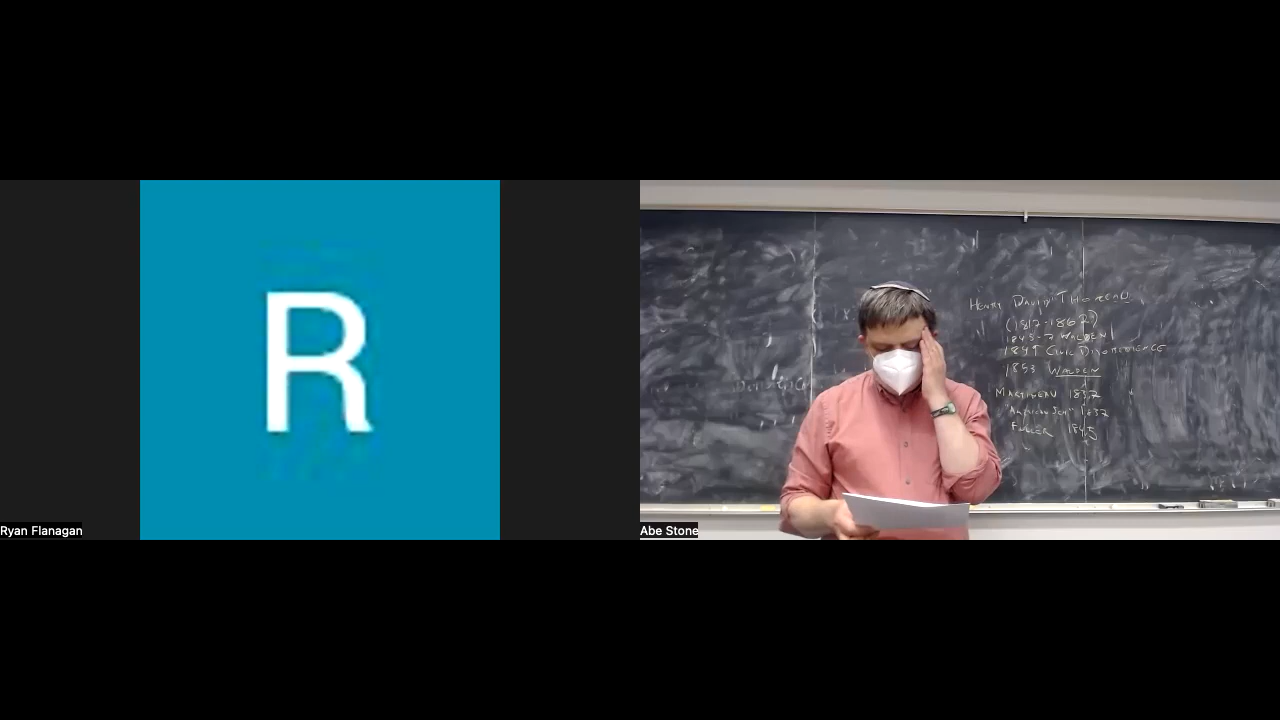 R
Ryan Flanagan
Abe Stone
HENRY DAVID THOREAU
(1817-1862)
1845-7 WALDEN
1849 CIVIL DISOBEDIENCE
1853 WALDEN
MARTINEAU 1837
"American Sch" 1837
FULLER 1845